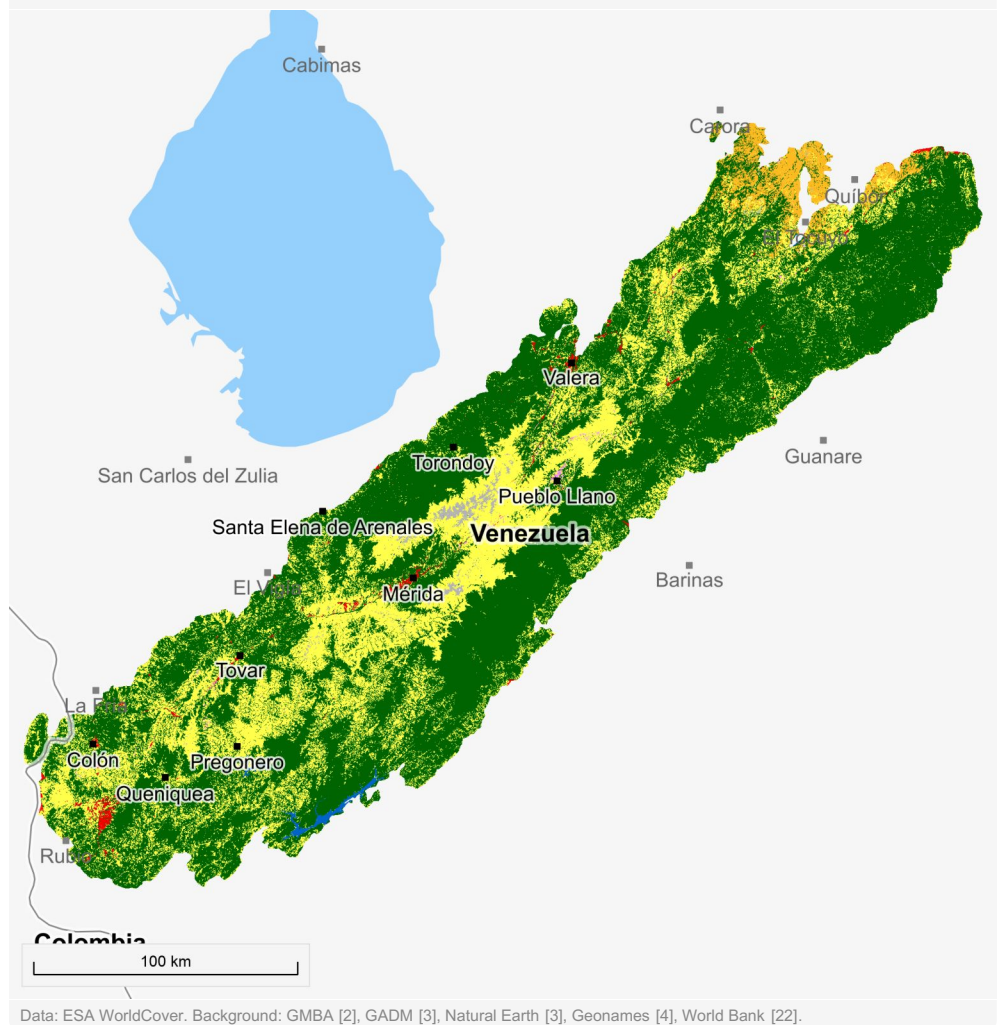 Cabimas
Carora
Quíbor
El Tocuyo
Valera
Torondoy
San Carlos del Zulia
Guanare
Pueblo Llano
Santa Elena de Arenales
Venezuela
El Vigía
Barinas
Mérida
Tovar
La Fría
Colón
Pregonero
Queniquea
Rubio
Colombia
100 km
Data: ESA WorldCover. Background: GMBA [2], GADM [3], Natural Earth [3], Geonames [4], World Bank [22].